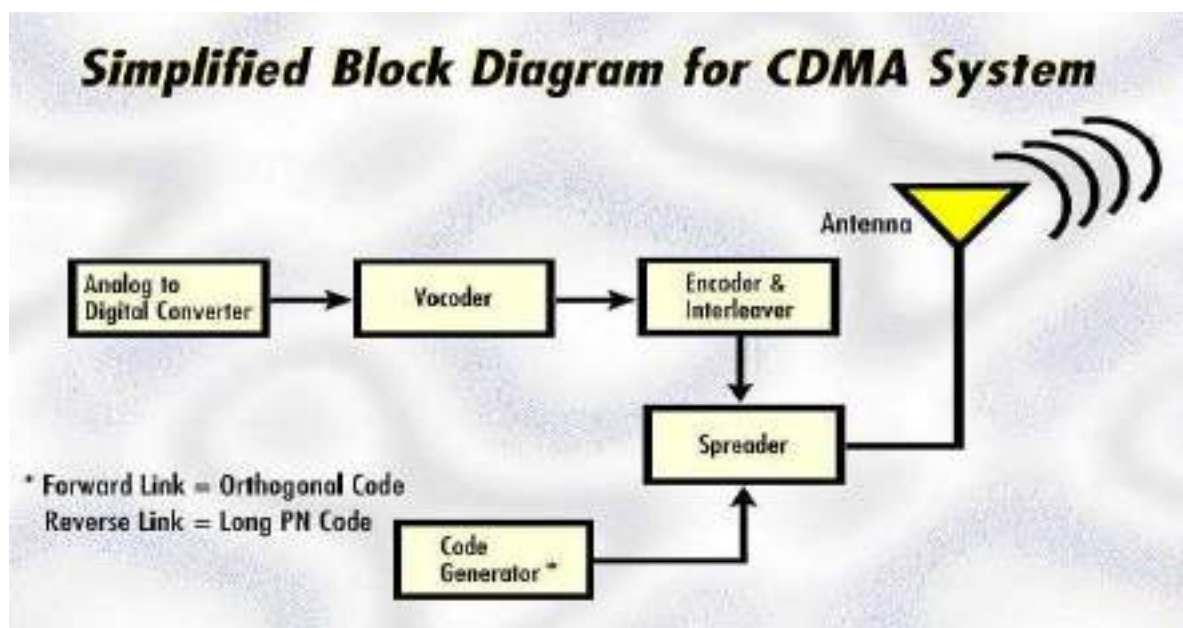 Simplified Block Diagram for CDMA System
Antenna
Analog to
Digital Converter
Vocoder
Encoder &
Interleaver
Spreader
* Forward Link = Orthogonal Code
Reverse Link = Long PN Code
Code
Generator *